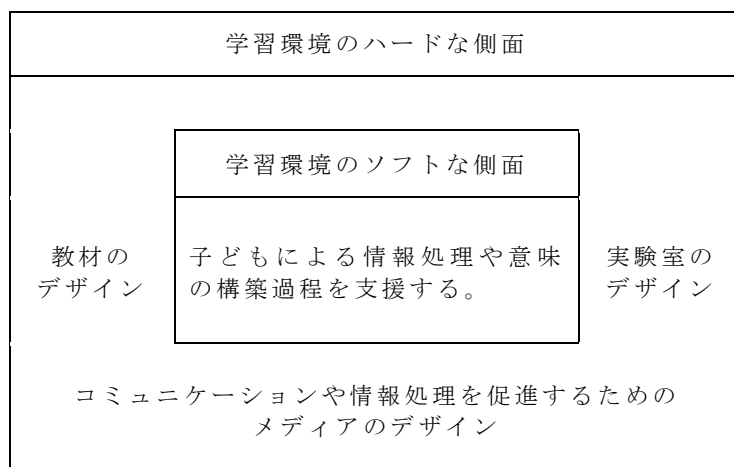 学習環境のハードな側面
学習環境のソフトな側面
教材の
デザイン
子どもによる情報処理や意味
の構築過程を支援する。
実験室の
デザイン
コミュニケーションや情報処理を促進するための
メディアのデザイン